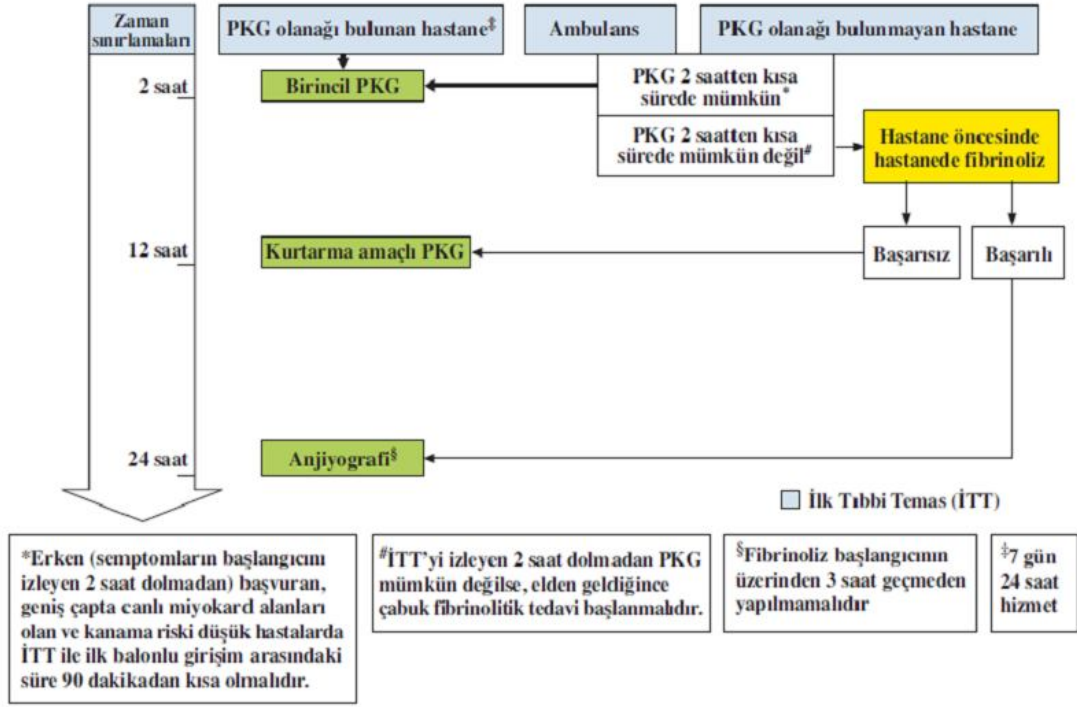 Zaman
sınırlamaları
PKG olanağı bulunan hastane‡
Ambulans
PKG olanağı bulunmayan hastane
2 saat
Birincil PKG
PKG 2 saatten kısa
sürede mümkün*
PKG 2 saatten kısa
sürede mümkün değil#
Hastane öncesinde
hastanede fibrinoliz
12 saat
Kurtarma amaçlı PKG
Başarısız
Başarılı
24 saat
Anjiyografi§
İlk Tıbbi Temas (İTT)
*Erken (semptomların başlangıcını
izleyen 2 saat dolmadan) başvuran,
geniş çapta canlı miyokard alanları
olan ve kanama riski düşük hastalarda
İTT ile ilk balonlu girişim arasındaki
süre 90 dakikadan kısa olmalıdır.
#İTT'yi izleyen 2 saat dolmadan PKG
mümkün değilse, elden geldiğince
çabuk fibrinolitik tedavi başlanmalıdır.
§Fibrinoliz başlangıcının
üzerinden 3 saat geçmeden
yapılmamalıdır
‡7 gün
24 saat
hizmet